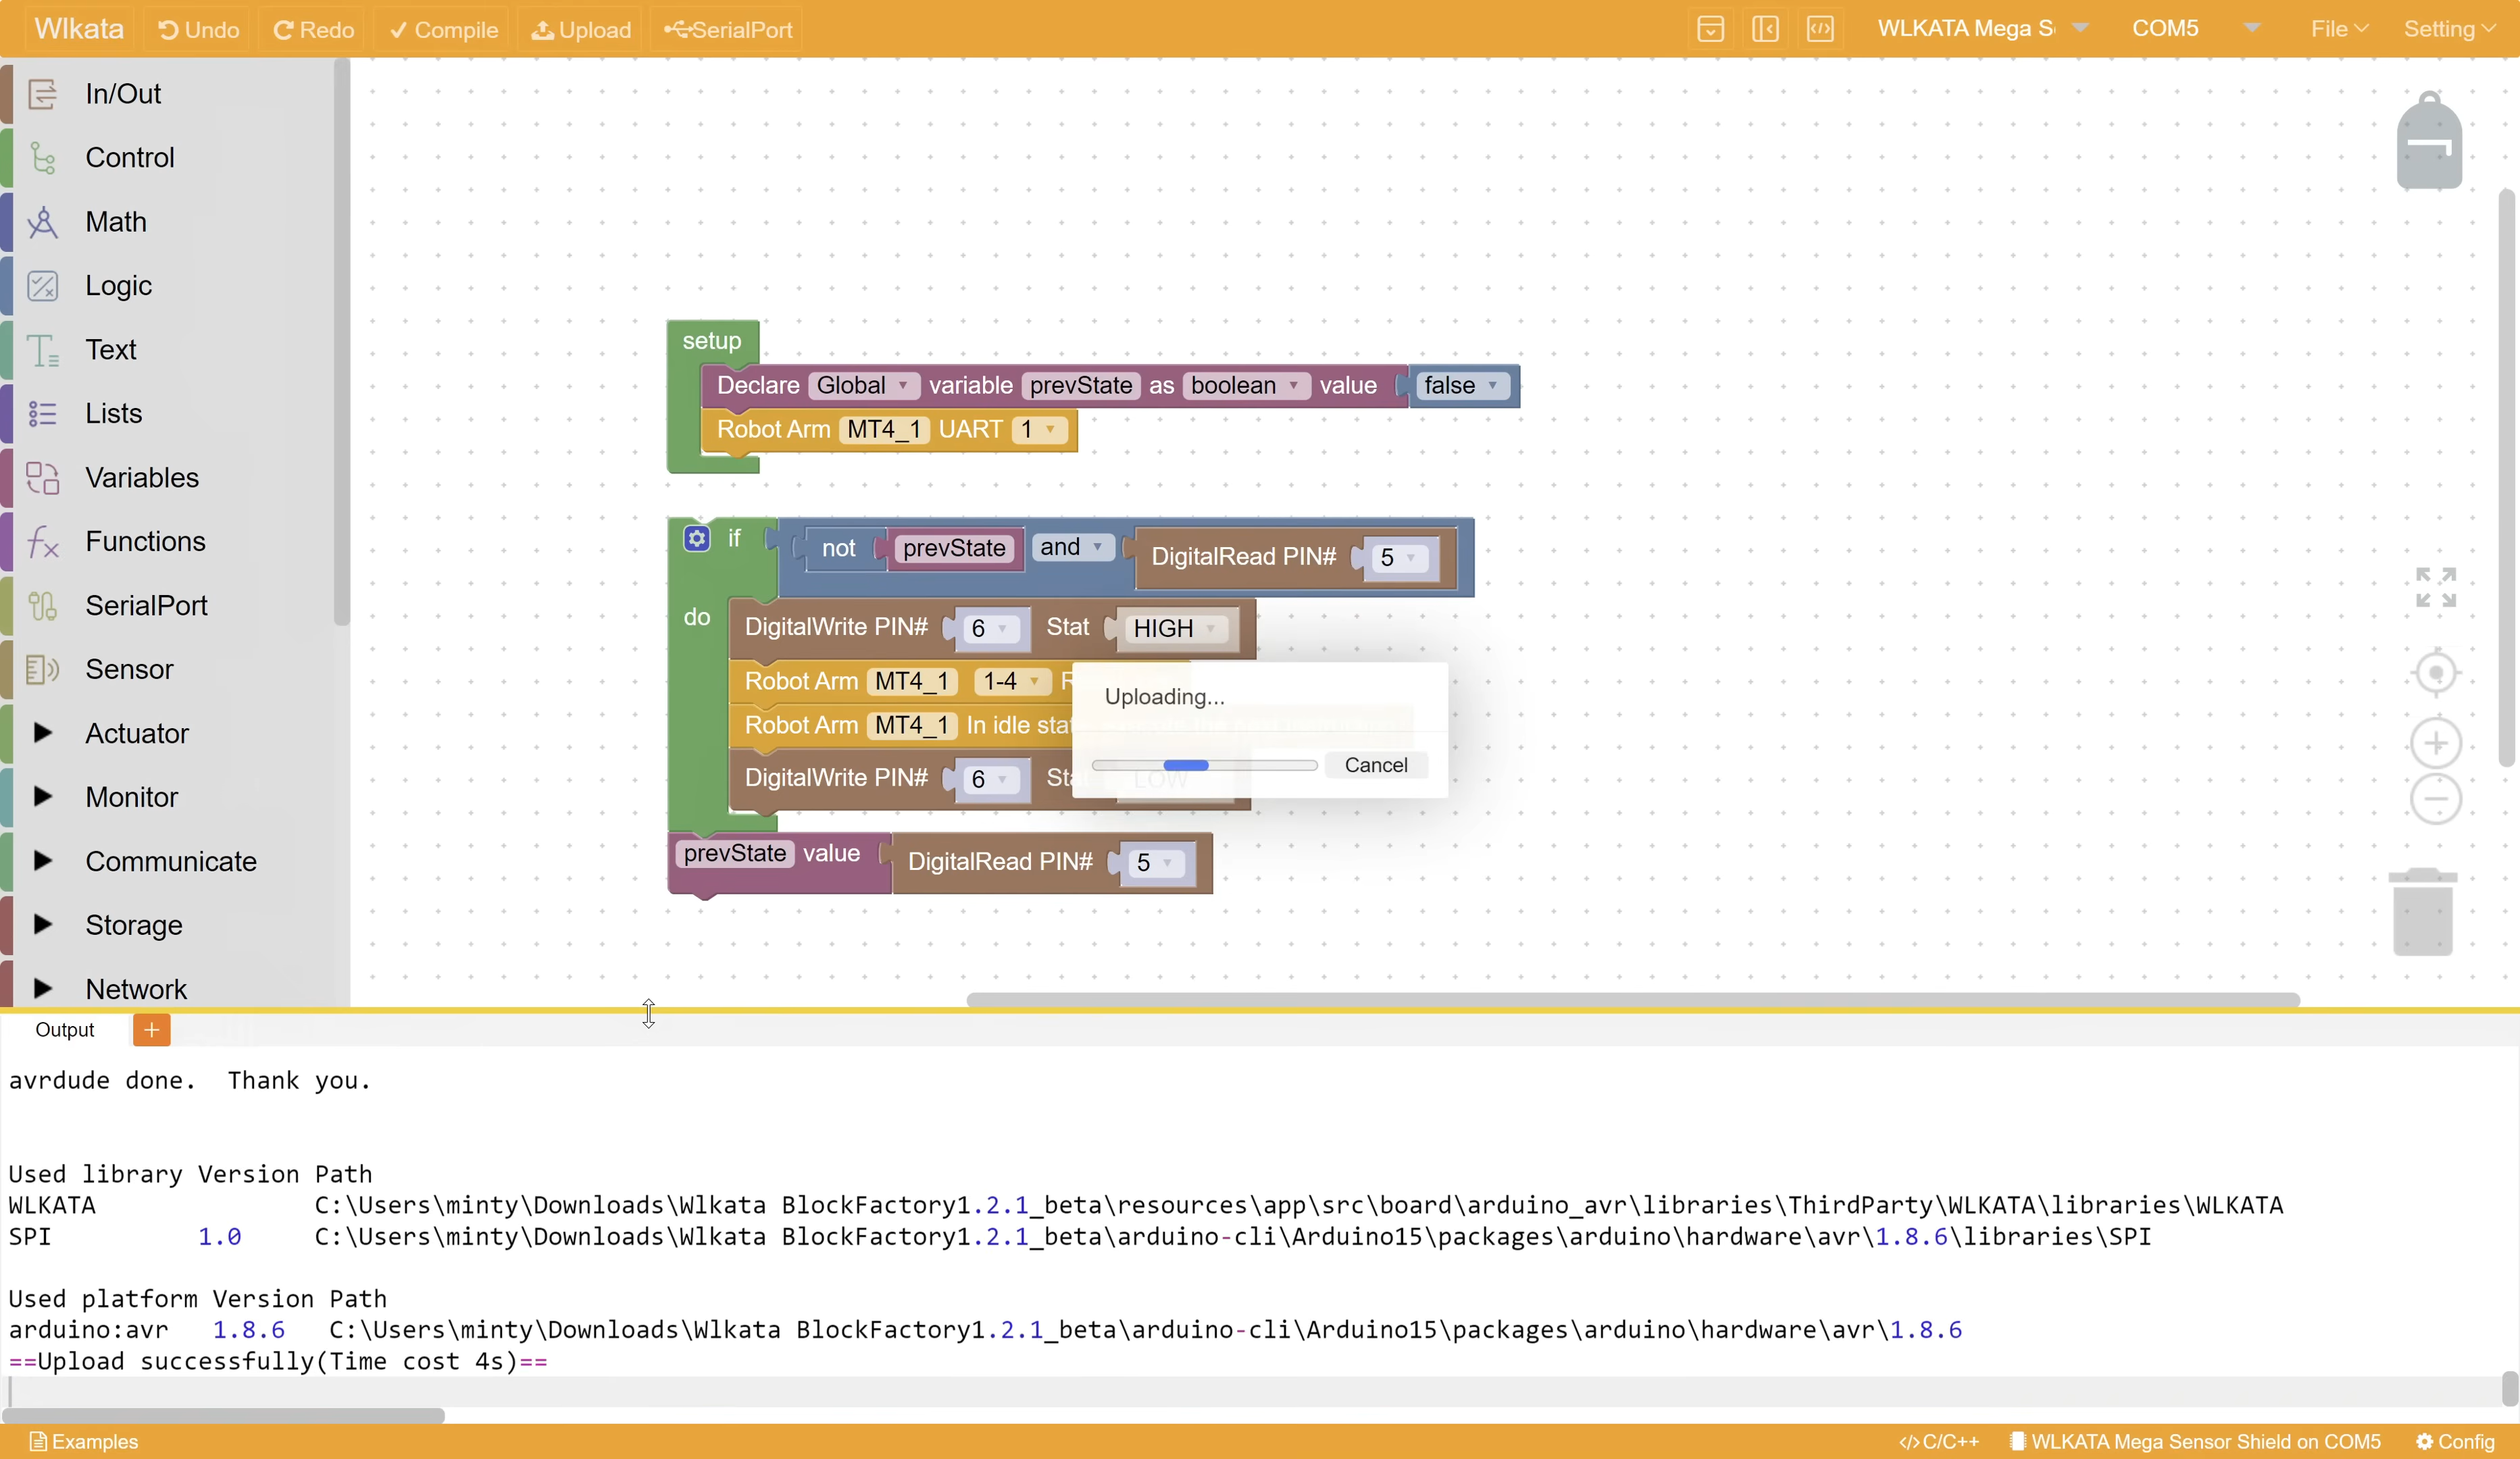 Wlkata Undo Redo Compile Upload SerialPort WLKATA Mega S COM5 File Setting
In/Out
Control
Math
Logic
Text
Lists
Variables
Functions
SerialPort
Sensor
Actuator
Monitor
Communicate
Storage
Network
setup
Declare Global variable prevState as boolean value false
Robot Arm MT4_1 UART 1
if not prevState and DigitalRead PIN# 5
do DigitalWrite PIN# 6 Stat HIGH
Robot Arm MT4_1 1-4
Robot Arm MT4_1 In idle
DigitalWrite PIN# 6 LOW
prevState value DigitalRead PIN# 5
Uploading...
Cancel
Output +
avrdude done.  Thank you.
Used library Version Path
WLKATA C:\Users\minty\Downloads\Wlkata BlockFactory1.2.1_beta\resources\app\src\board\arduino_avr\libraries\ThirdParty\WLKATA\libraries\WLKATA
SPI 1.0 C:\Users\minty\Downloads\Wlkata BlockFactory1.2.1_beta\arduino-cli\Arduino15\packages\arduino\hardware\avr\1.8.6\libraries\SPI
Used platform Version Path
arduino:avr 1.8.6 C:\Users\minty\Downloads\Wlkata BlockFactory1.2.1_beta\arduino-cli\Arduino15\packages\arduino\hardware\avr\1.8.6
==Upload successfully(Time cost 4s)==
Examples </>C/C++ WLKATA Mega Sensor Shield on COM5 Config